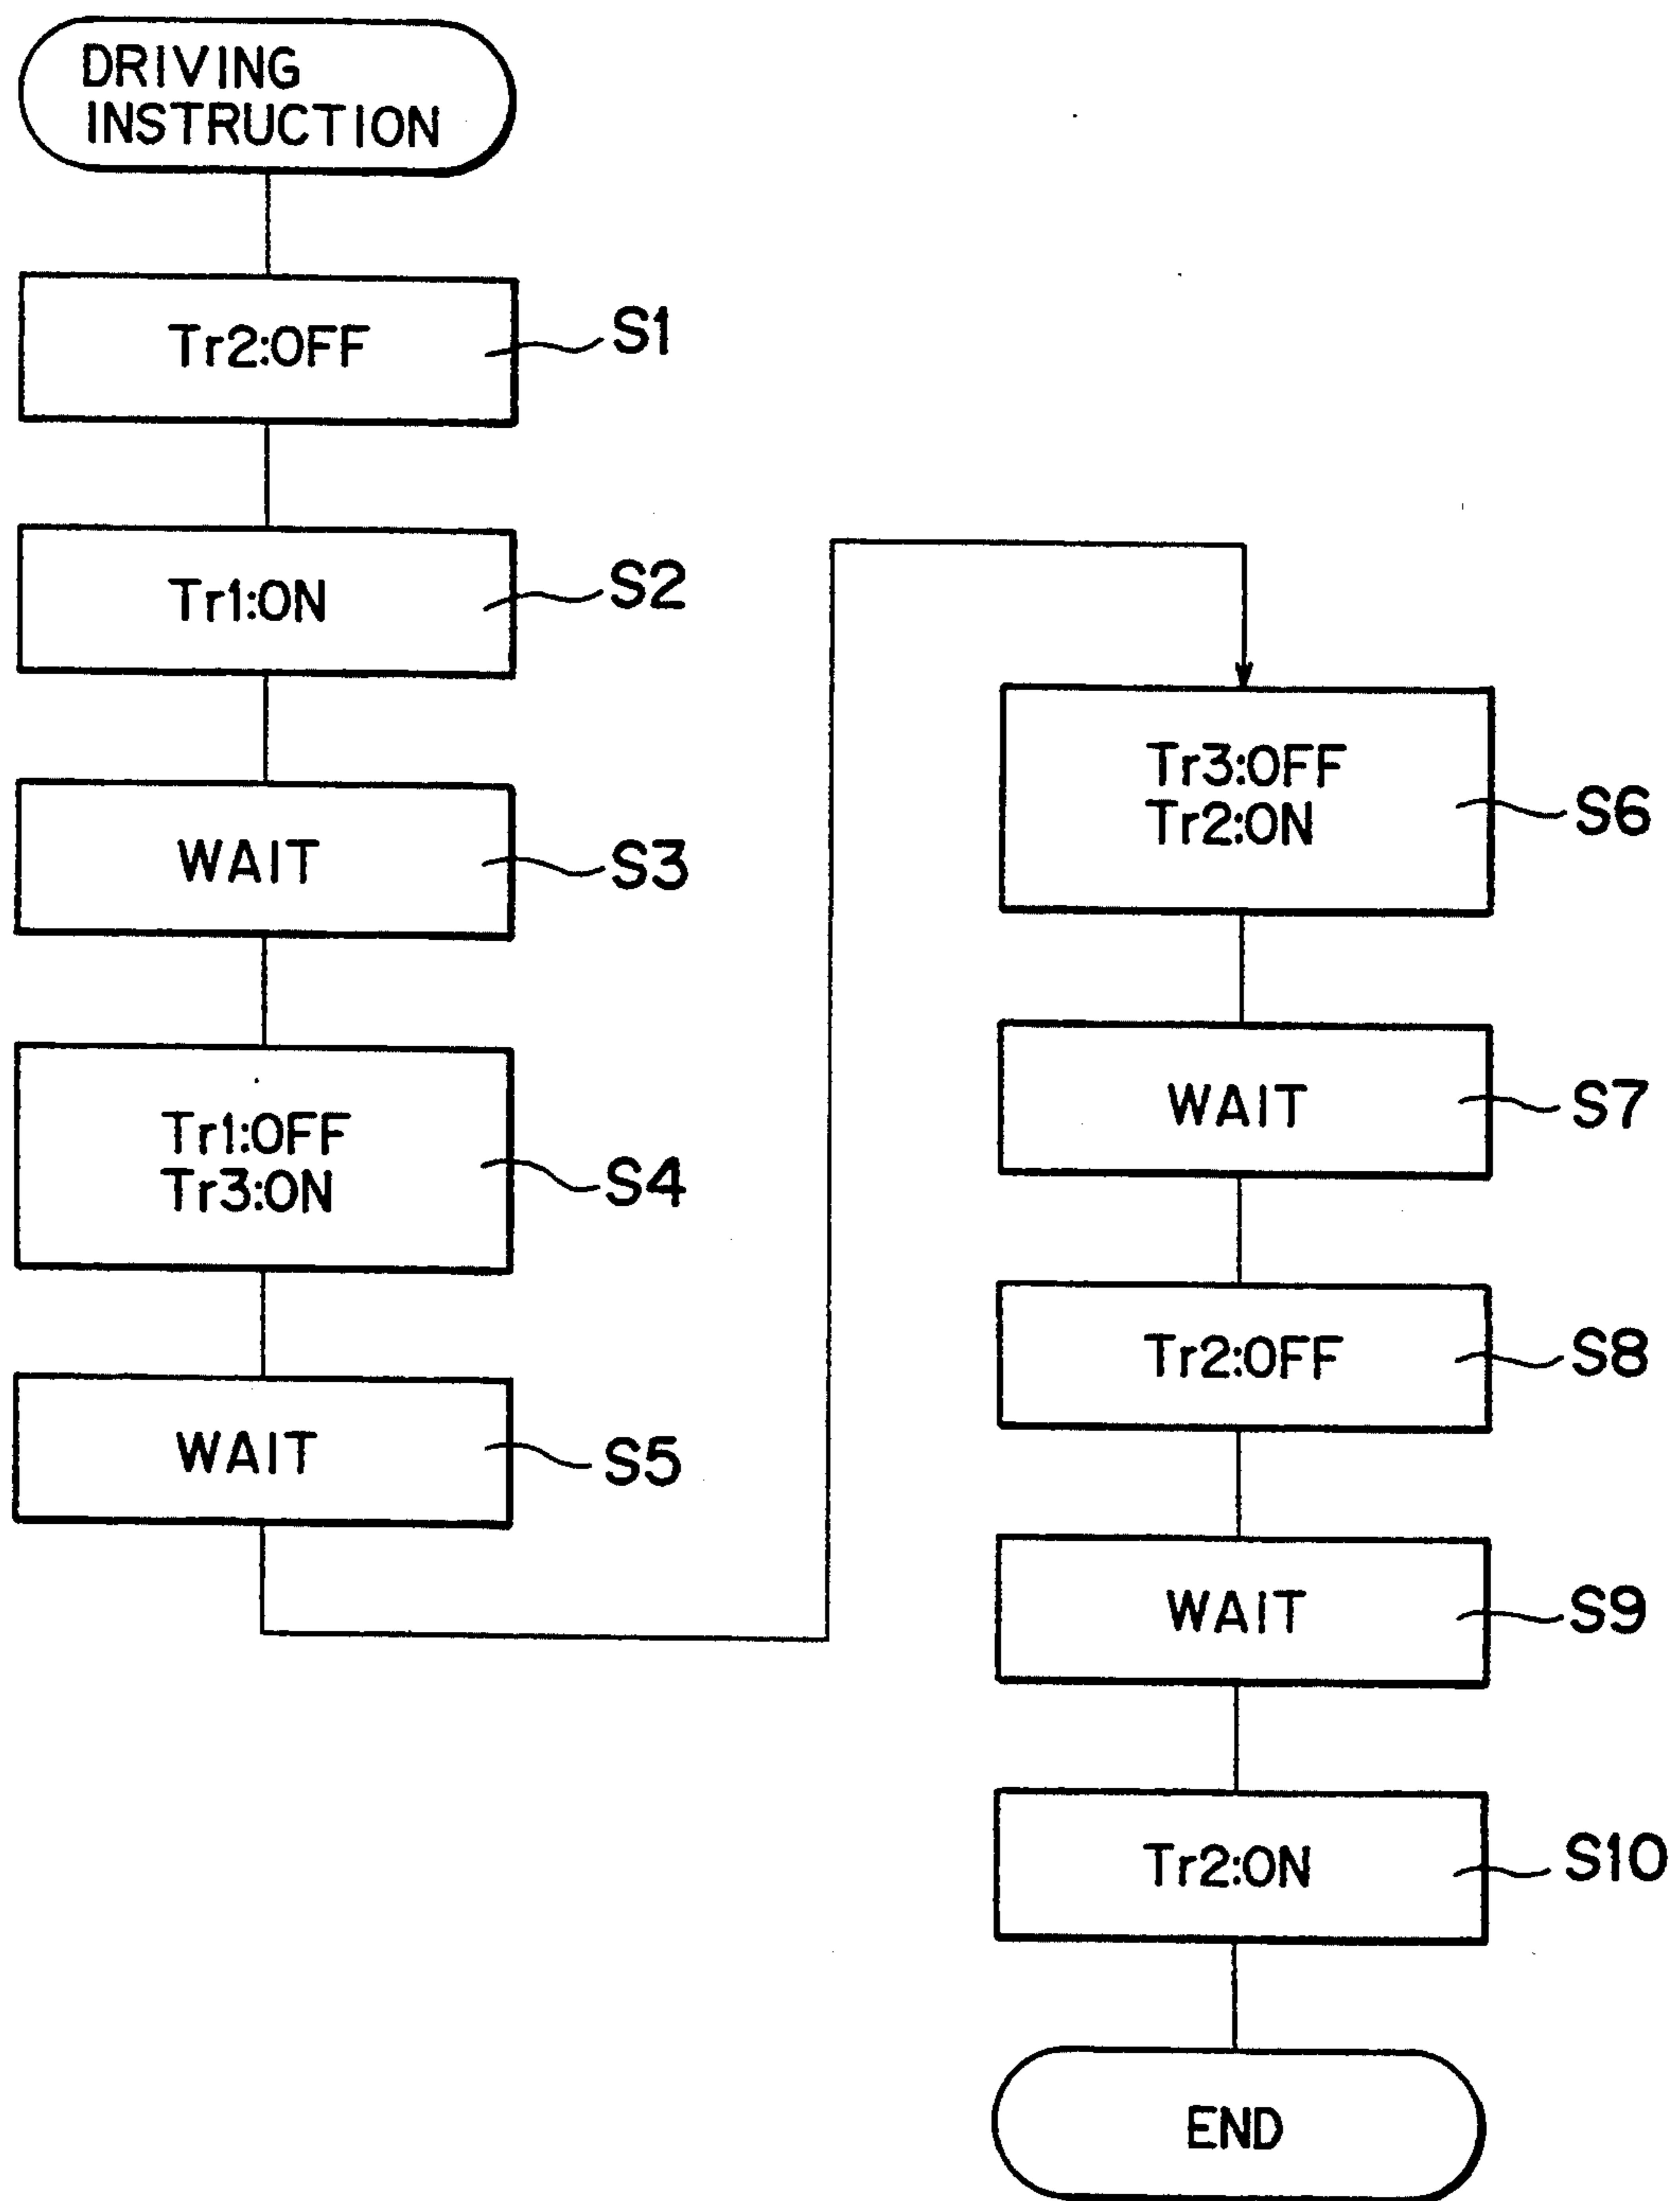 DRIVING
INSTRUCTION
Tr2:OFF
S1
Tr1:ON
S2
WAIT
S3
Tr1:OFF
Tr3:ON
S4
WAIT
S5
Tr3:OFF
Tr2:ON
S6
WAIT
S7
Tr2:OFF
S8
WAIT
S9
Tr2:ON
S10
END